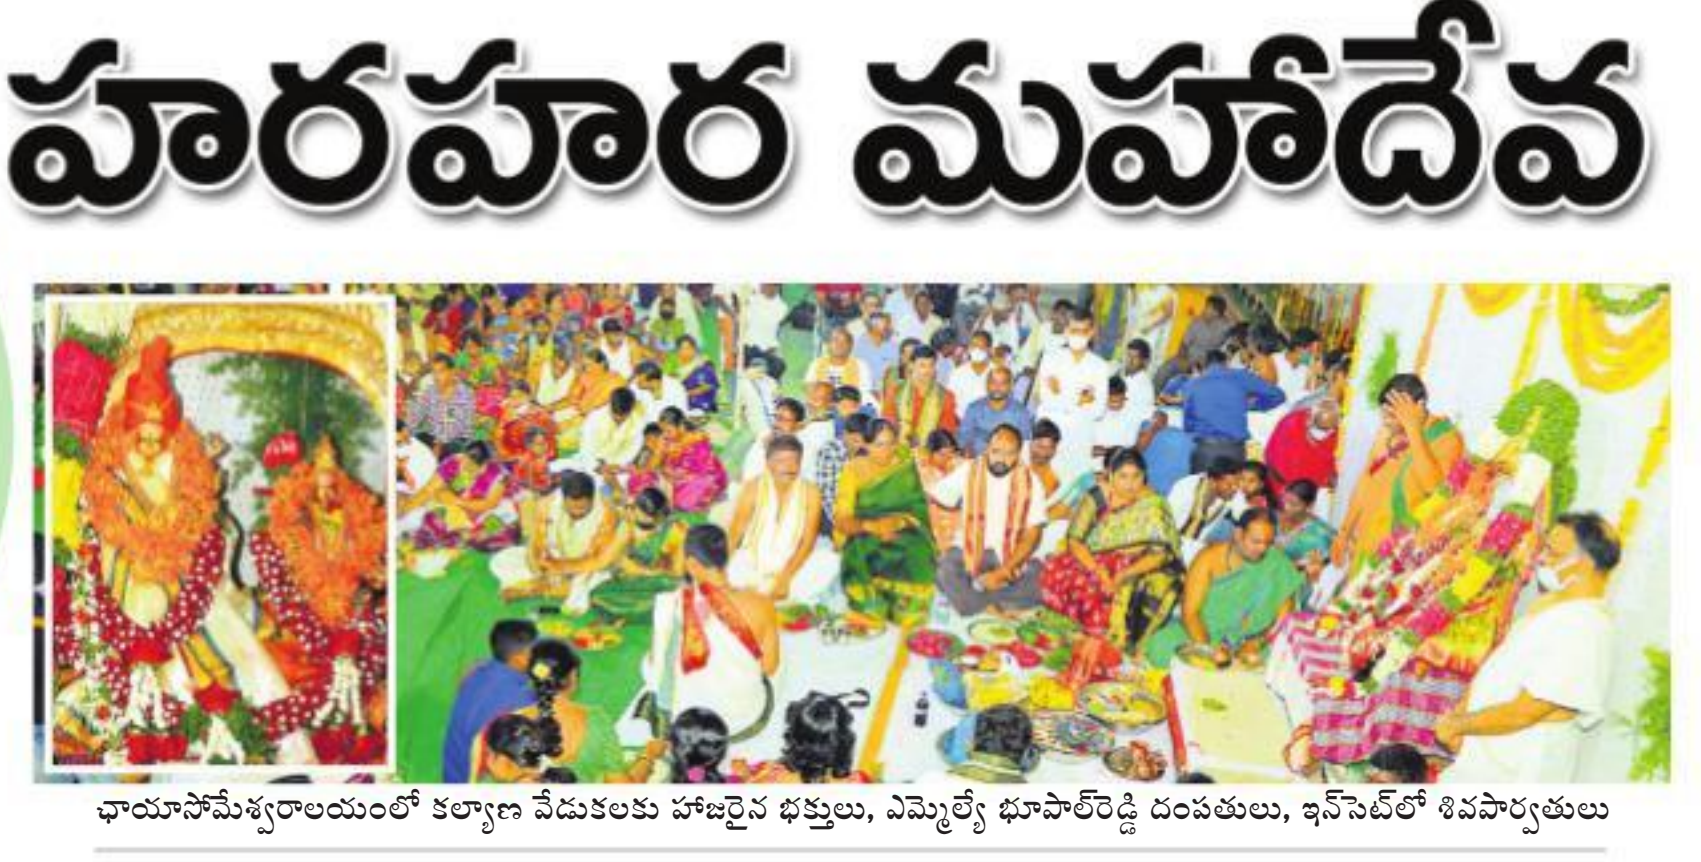 హరహర మహాదేవ
ఛాయాసోమేశ్వరాలయంలో కల్యాణ వేడుకలకు హాజరైన భక్తులు, ఎమ్మెల్యే భూపాల్‌రెడ్డి దంపతులు, ఇన్‌సెట్‌లో శివపార్వతులు